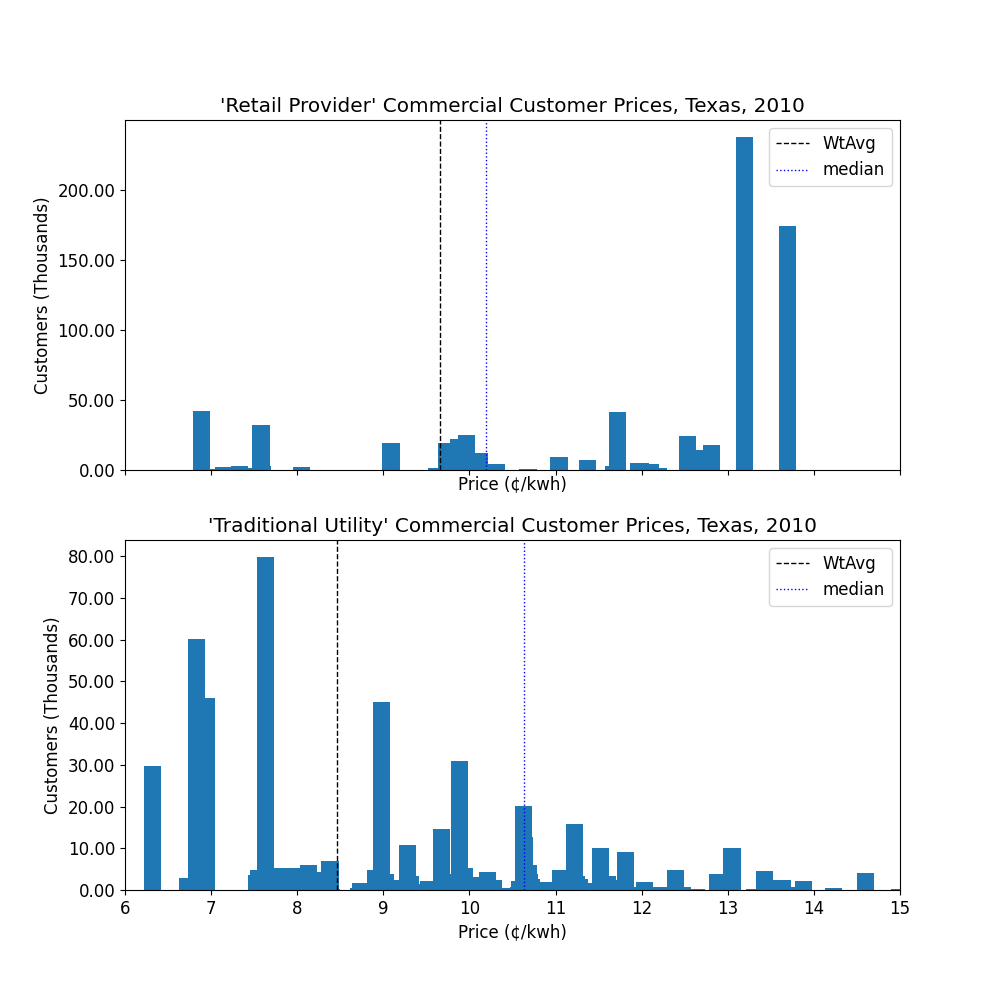 'Retail Provider' Commercial Customer Prices, Texas, 2010
WtAvg
median
Customers (Thousands)
200.00
150.00
100.00
50.00
0.00
Price (¢/kwh)
'Traditional Utility' Commercial Customer Prices, Texas, 2010
WtAvg
median
Customers (Thousands)
80.00
70.00
60.00
50.00
40.00
30.00
20.00
10.00
0.00
6 7 8 9 10 11 12 13 14 15
Price (¢/kwh)